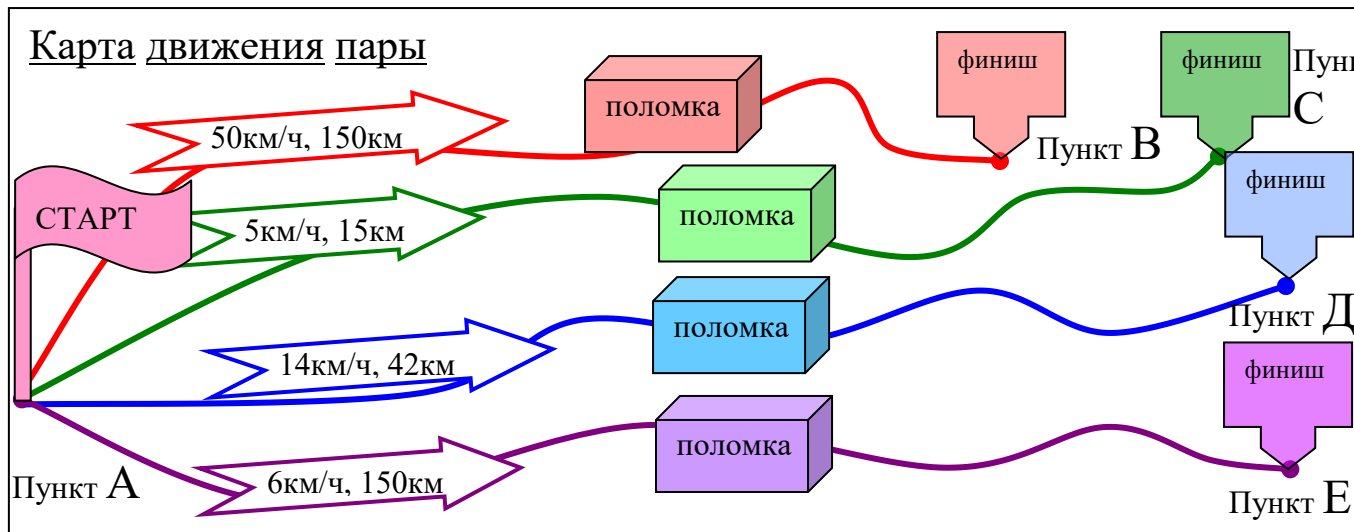 Карта движения пары
финиш
финиш
С
поломка
50км/ч, 150км
Пункт В
финиш
СТАРТ
5км/ч, 15км
поломка
14км/ч, 42км
поломка
Пункт Д
финиш
поломка
6км/ч, 150км
Пункт А
Пункт Е